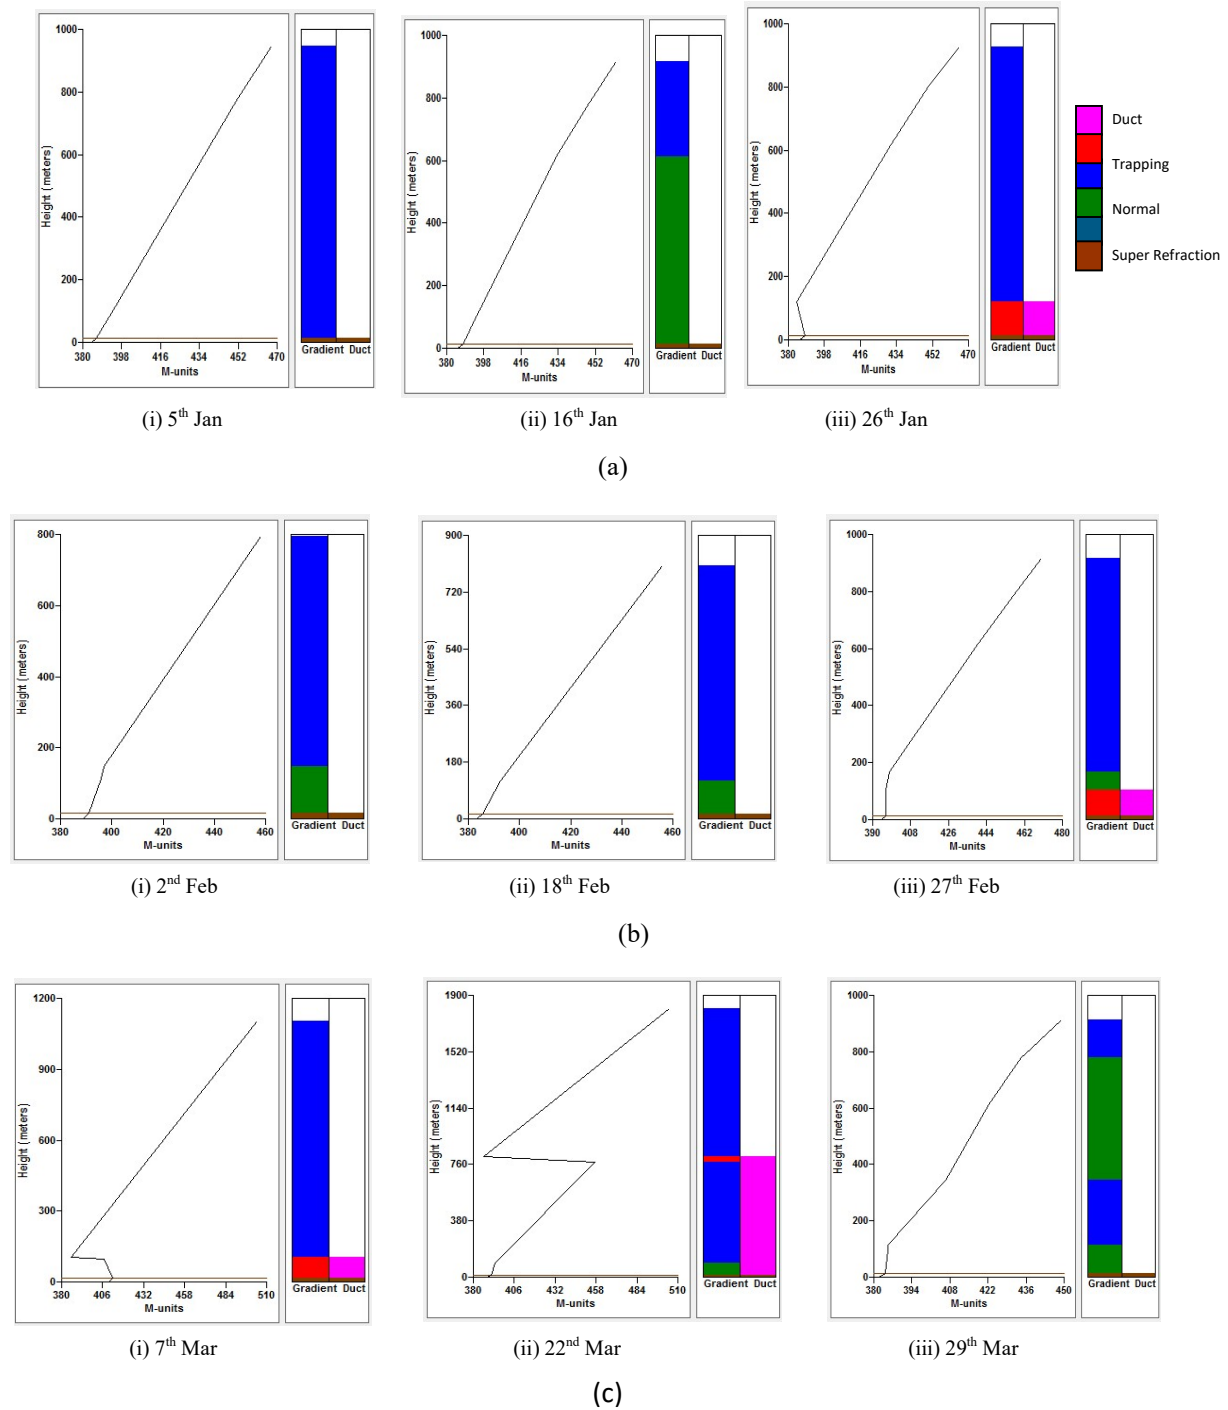 1000
800
600
400
200
0
Height (meters)
380 398 416 434 452 470
M-units
Gradient Duct
1000
800
600
400
200
0
Height (meters)
380 398 416 434 452 470
M-units
Gradient Duct
1000
800
600
400
200
0
Height (meters)
380 398 416 434 452 470
M-units
Gradient Duct
Duct
Trapping
Normal
Super Refraction
(i) 5th Jan
(ii) 16th Jan
(iii) 26th Jan
(a)
800
600
400
200
0
Height (meters)
380 400 420 440 460
M-units
Gradient Duct
900
720
540
360
180
0
Height (meters)
380 400 420 440 460
M-units
Gradient Duct
1000
800
600
400
200
0
Height (meters)
390 408 426 444 462 480
M-units
Gradient Duct
(i) 2nd Feb
(ii) 18th Feb
(iii) 27th Feb
(b)
1200
900
600
300
0
Height (meters)
380 406 432 458 484 510
M-units
Gradient Duct
1900
1520
1140
760
380
0
Height (meters)
406 432 458 484 510
M-units
Gradient Duct
1000
800
600
400
200
0
Height (meters)
380 394 408 422 436 450
M-units
Gradient Duct
(i) 7th Mar
(ii) 22nd Mar
(iii) 29th Mar
(c)